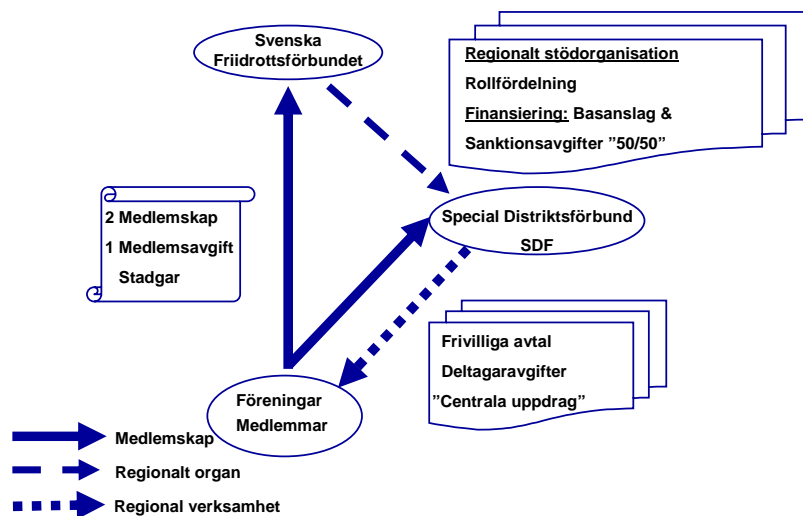 Svenska
Friidrottsförbundet
Regionalt stödorganisation
Rollfördelning
Finansiering: Basanslag &
Sanktionsavgifter ”50/50”
2 Medlemskap
1 Medlemsavgift
Stadgar
Special Distriktsförbund
SDF
Frivilliga avtal
Deltagaravgifter
”Centrala uppdrag”
Föreningar
Medlemmar
Medlemskap
Regionalt organ
Regional verksamhet